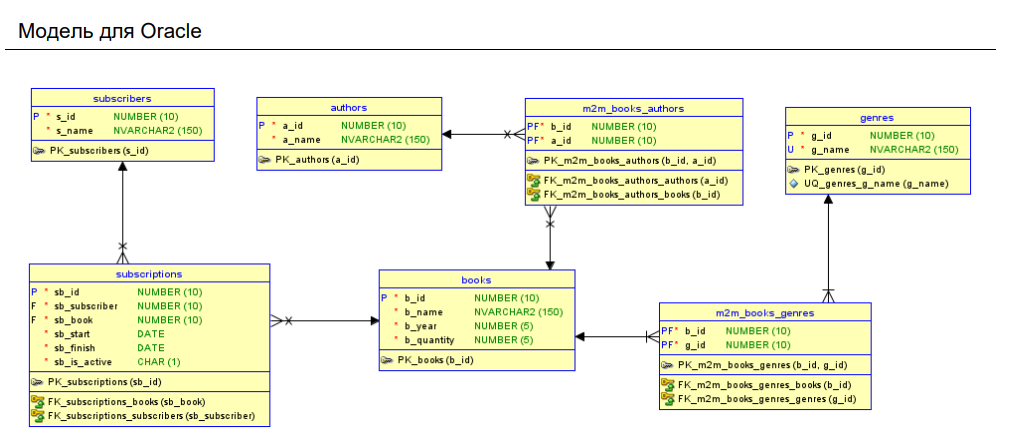 Модель для Oracle
subscribers
P * s_id NUMBER (10)
* s_name NVARCHAR2 (150)
PK_subscribers (s_id)
authors
P * a_id NUMBER (10)
* a_name NVARCHAR2 (150)
PK_authors (a_id)
m2m_books_authors
PF* b_id NUMBER (10)
PF* a_id NUMBER (10)
PK_m2m_books_authors (b_id, a_id)
FK_m2m_books_authors_authors (a_id)
FK_m2m_books_authors_books (b_id)
genres
P * g_id NUMBER (10)
U * g_name NVARCHAR2 (150)
PK_genres (g_id)
UQ_genres_g_name (g_name)
subscriptions
P * sb_id NUMBER (10)
F * sb_subscriber NUMBER (10)
F * sb_book NUMBER (10)
* sb_start DATE
* sb_finish DATE
* sb_is_active CHAR (1)
PK_subscriptions (sb_id)
FK_subscriptions_books (sb_book)
FK_subscriptions_subscribers (sb_subscriber)
books
P * b_id NUMBER (10)
* b_name NVARCHAR2 (150)
* b_year NUMBER (5)
* b_quantity NUMBER (5)
PK_books (b_id)
m2m_books_genres
PF* b_id NUMBER (10)
PF* g_id NUMBER (10)
PK_m2m_books_genres (b_id, g_id)
FK_m2m_books_genres_books (b_id)
FK_m2m_books_genres_genres (g_id)